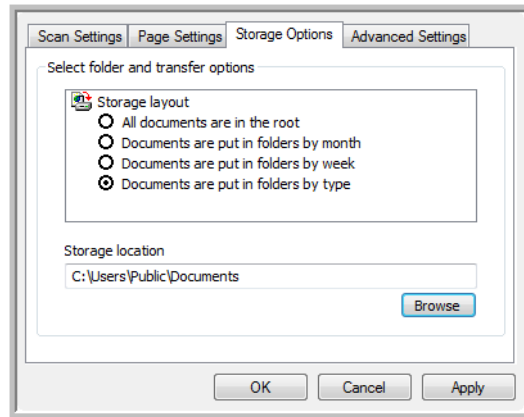 Scan Settings Page Settings Storage Options Advanced Settings
Select folder and transfer options
Storage layout
All documents are in the root
Documents are put in folders by month
Documents are put in folders by week
Documents are put in folders by type
Storage location
C:\Users\Public\Documents
Browse
OK Cancel Apply